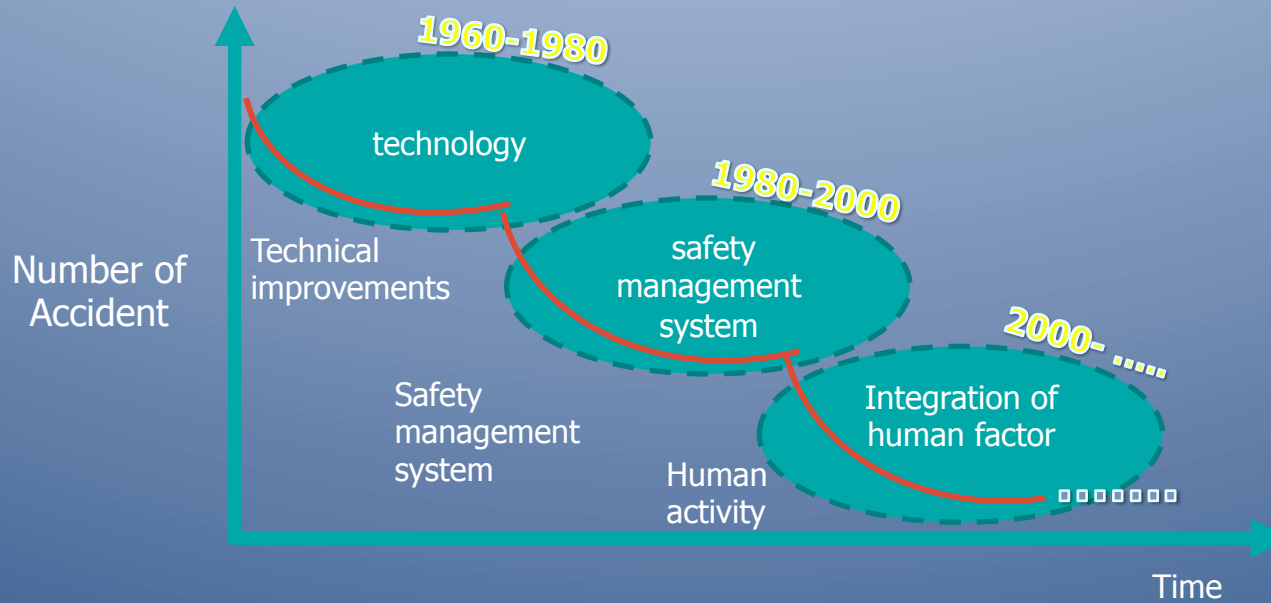 1960-1980
technology
1980-2000
Technical
improvements
safety
management
system
Number of
Accident
2000- .....
Safety
management
system
Integration of
human factor
Human
activity
Time